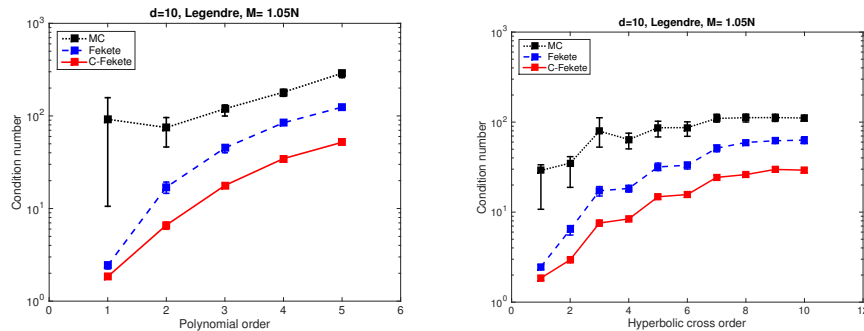 d=10, Legendre, M= 1.05N
10^3
10^2
10^1
10^0
Condition number
MC
Fekete
C-Fekete
0 1 2 3 4 5 6
Polynomial order
d=10, Legendre, M= 1.05N
10^3
10^2
10^1
10^0
Condition number
MC
Fekete
C-Fekete
0 2 4 6 8 10 12
Hyperbolic cross order